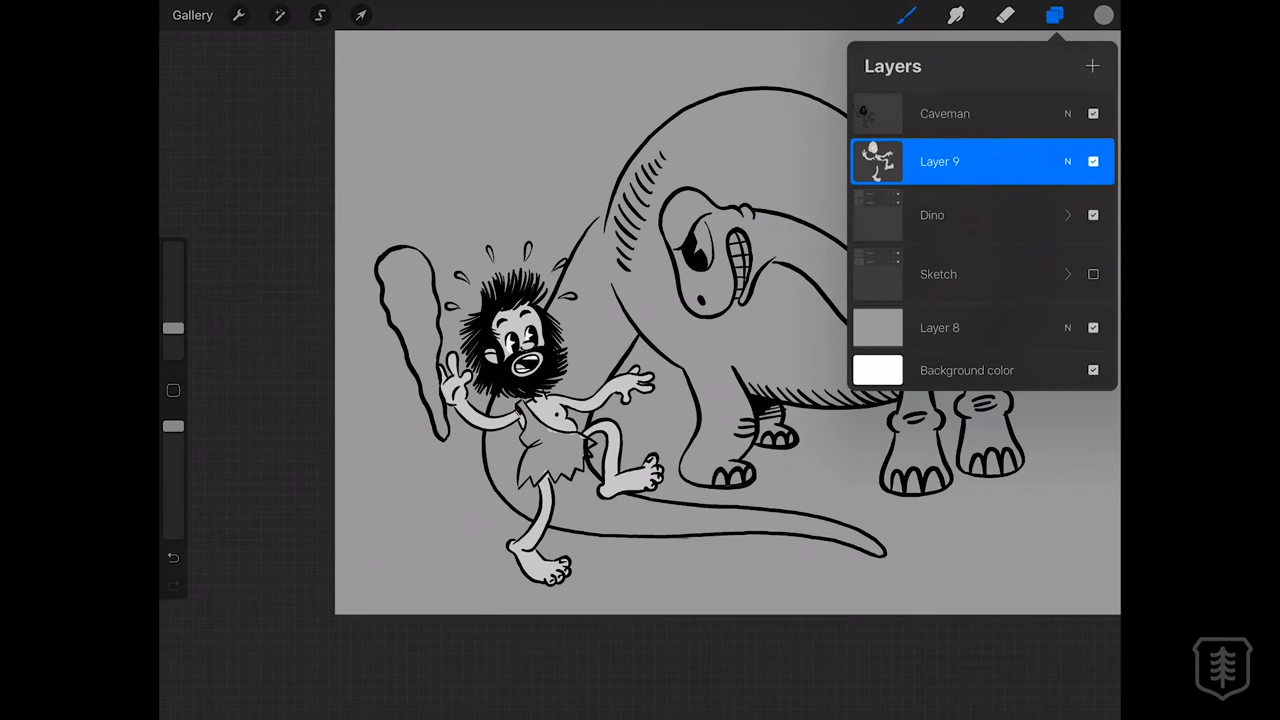 Gallery
Layers
Caveman N
Layer 9 N
Dino
Sketch
Layer 8 N
Background color